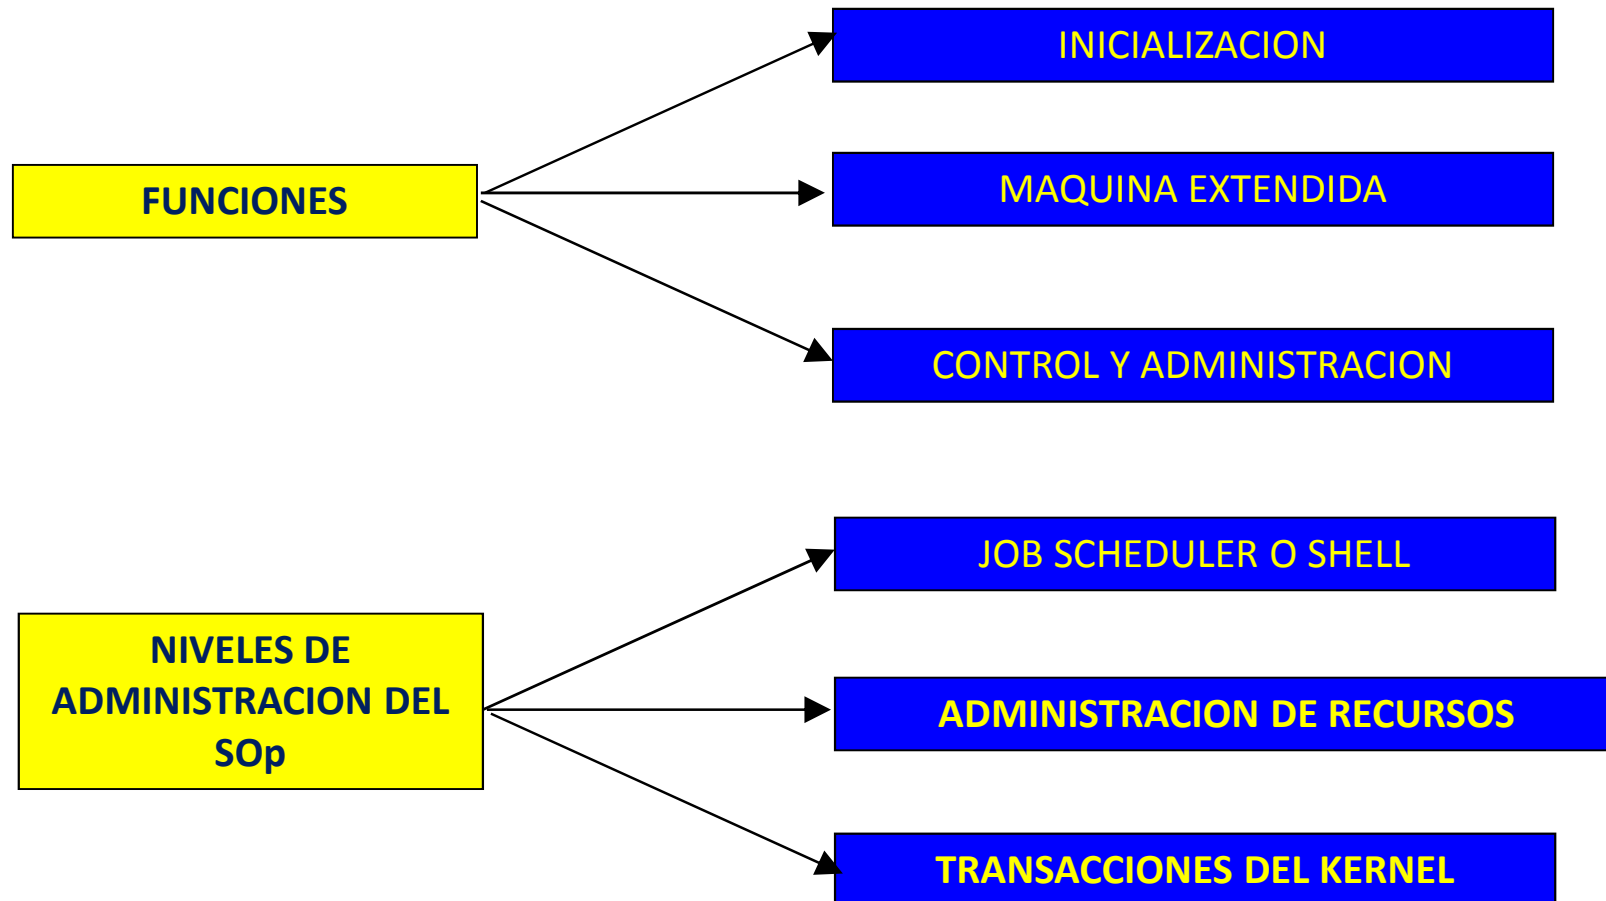 INICIALIZACION
FUNCIONES
MAQUINA EXTENDIDA
CONTROL Y ADMINISTRACION
JOB SCHEDULER O SHELL
NIVELES DE
ADMINISTRACION DEL
SOp
ADMINISTRACION DE RECURSOS
TRANSACCIONES DEL KERNEL